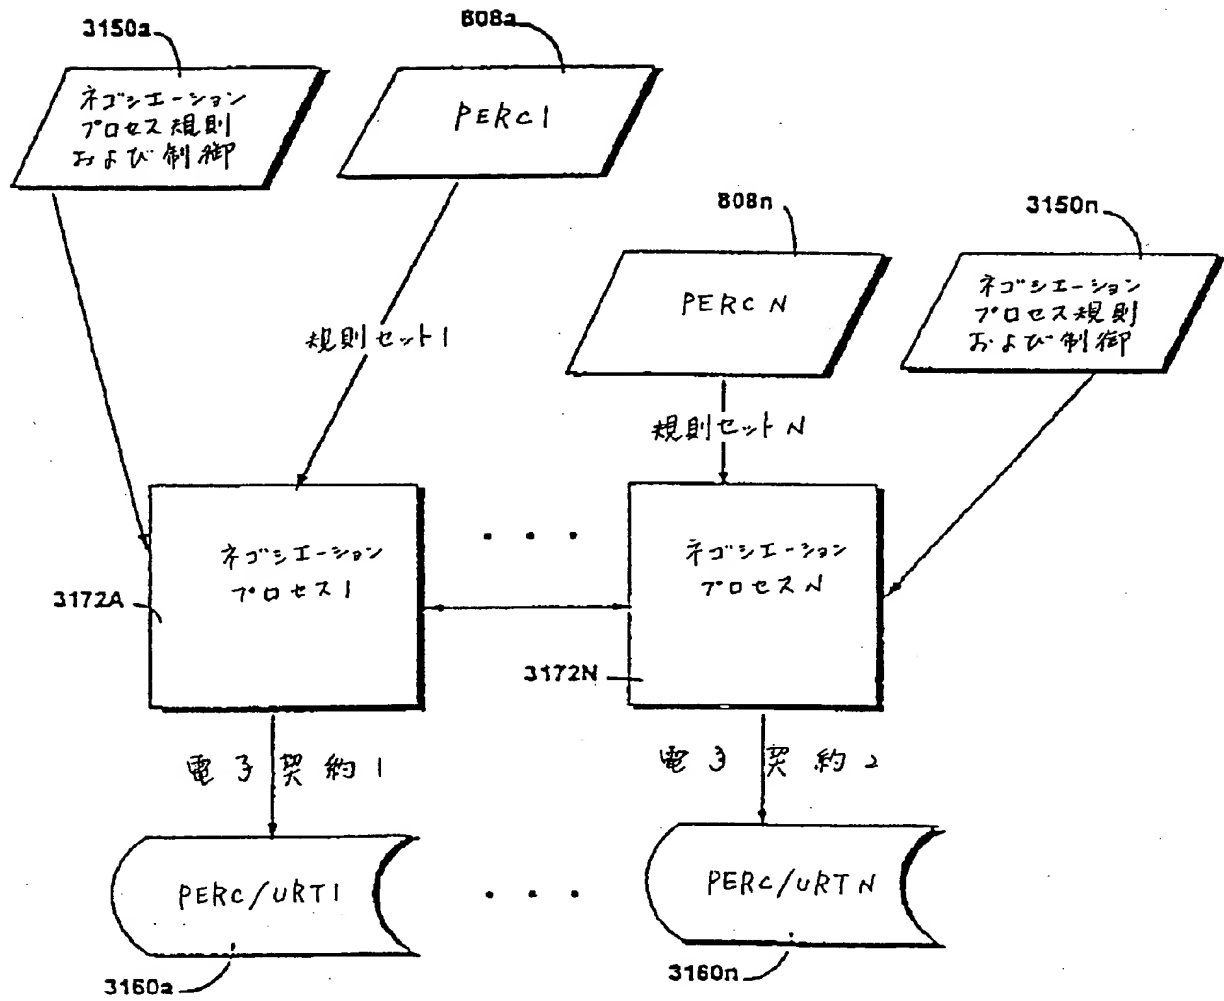 3150a
808a
ネゴシエーション
プロセス規則
および制御
PERC1
808n
3150n
PERC N
ネゴシエーション
プロセス規則
および制御
規則セット1
規則セットN
ネゴシエーション
プロセス1
ネゴシエーション
プロセスN
3172A
3172N
電子契約1
電子契約2
PERC/URT1
PERC/URT N
3160a
3160n